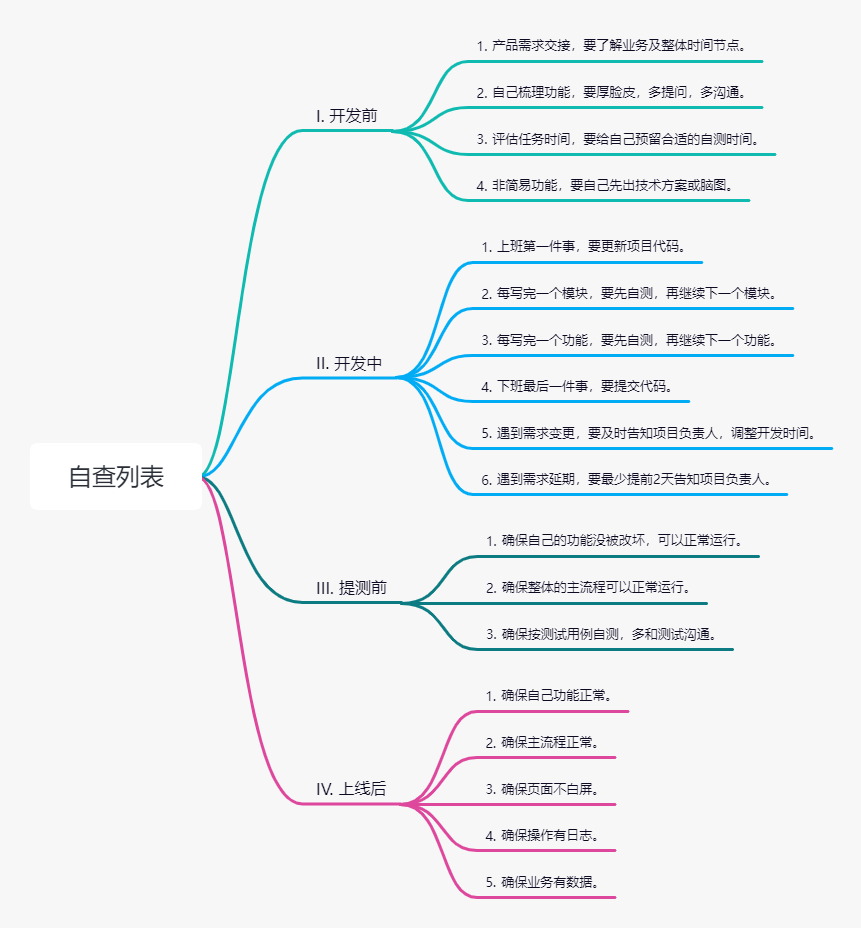 自查列表
I. 开发前
1. 产品需求交接，要了解业务及整体时间节点。
2. 自己梳理功能，要厚脸皮，多提问，多沟通。
3. 评估任务时间，要给自己预留合适的自测时间。
4. 非简易功能，要自己先出技术方案或脑图。
II. 开发中
1. 上班第一件事，要更新项目代码。
2. 每写完一个模块，要先自测，再继续下一个模块。
3. 每写完一个功能，要先自测，再继续下一个功能。
4. 下班最后一件事，要提交代码。
5. 遇到需求变更，要及时告知项目负责人，调整开发时间。
6. 遇到需求延期，要最少提前2天告知项目负责人。
III. 提测前
1. 确保自己的功能没被改坏，可以正常运行。
2. 确保整体的主流程可以正常运行。
3. 确保按测试用例自测，多和测试沟通。
IV. 上线后
1. 确保自己功能正常。
2. 确保主流程正常。
3. 确保页面不白屏。
4. 确保操作有日志。
5. 确保业务有数据。